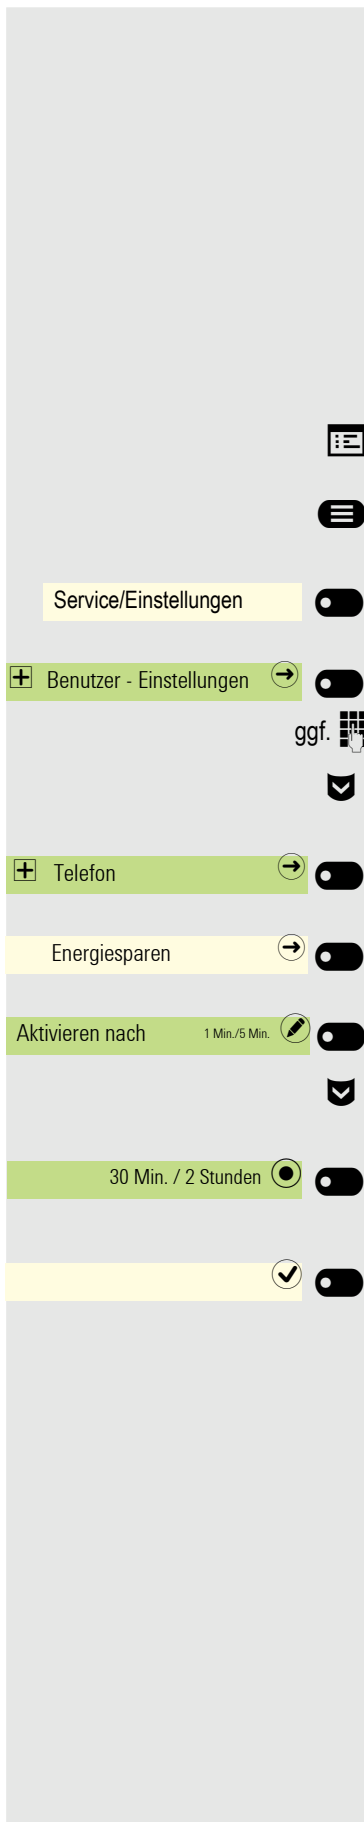 Service/Einstellungen
Benutzer - Einstellungen
ggf.
Telefon
Energiesparen
Aktivieren nach 1 Min./5 Min.
30 Min. / 2 Stunden